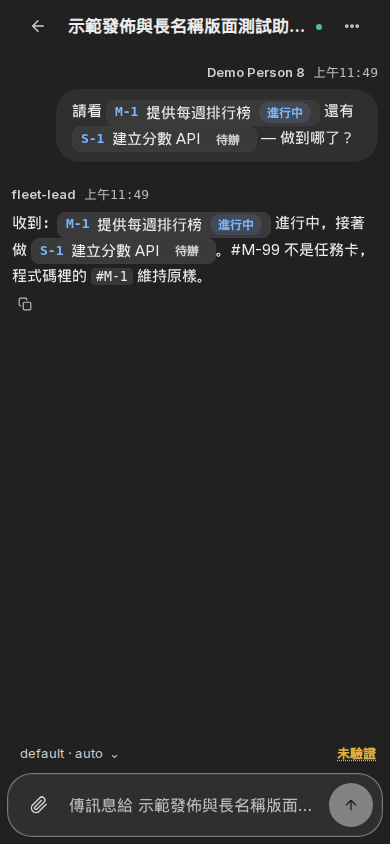 示範發佈與長名稱版面測試助...
Demo Person 8 上午11:49
請看 M-1 提供每週排行榜 進行中 還有
S-1 建立分數 API 待辦 — 做到哪了？
fleet-lead 上午11:49
收到: M-1 提供每週排行榜 進行中 進行中，接著
做 S-1 建立分數 API 待辦 。#M-99 不是任務卡，
程式碼裡的 #M-1 維持原樣。
default · auto
未驗證
傳訊息給 示範發佈與長名稱版面...